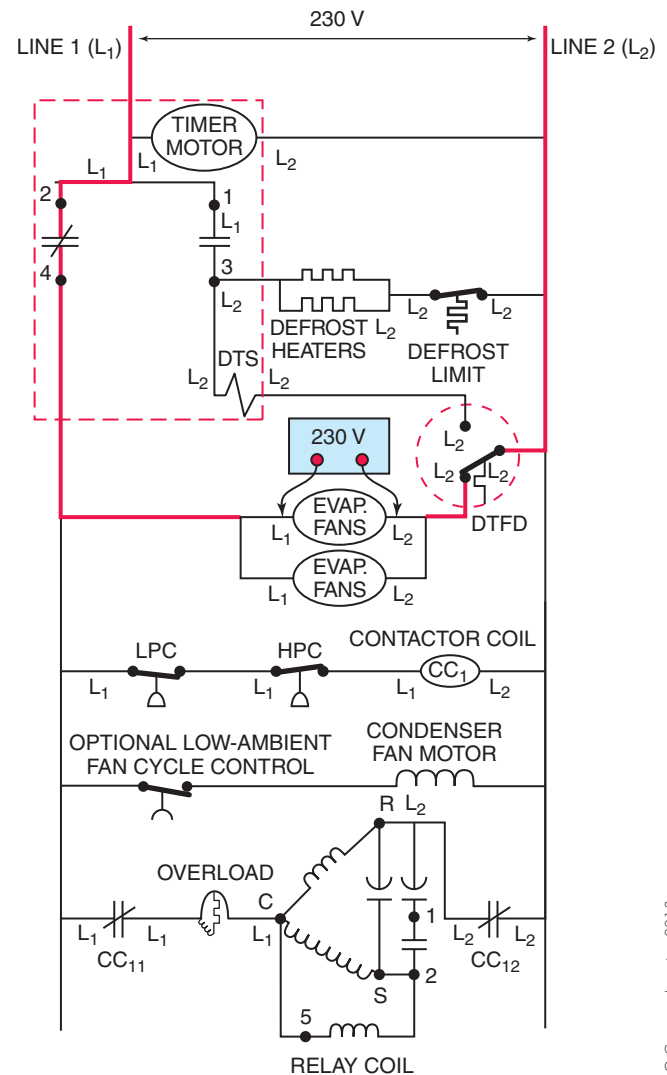 230 V
LINE 1 (L1)
LINE 2 (L2)
TIMER
MOTOR
L1
L1
L2
2
1
L1
4
3
L2
DEFROST
HEATERS
L2
L2
L2
DEFROST
LIMIT
DTS
L2
L2
L2
230 V
L2
L2
DTFD
EVAP.
FANS
L1
L2
EVAP.
FANS
L1
L2
LPC
HPC
CONTACTOR COIL
L1
L1
L1
CC1
L2
OPTIONAL LOW-AMBIENT
FAN CYCLE CONTROL
CONDENSER
FAN MOTOR
R
L2
OVERLOAD
C
L1
L1
L1
CC11
1
L2
L2
CC12
S
2
5
RELAY COIL